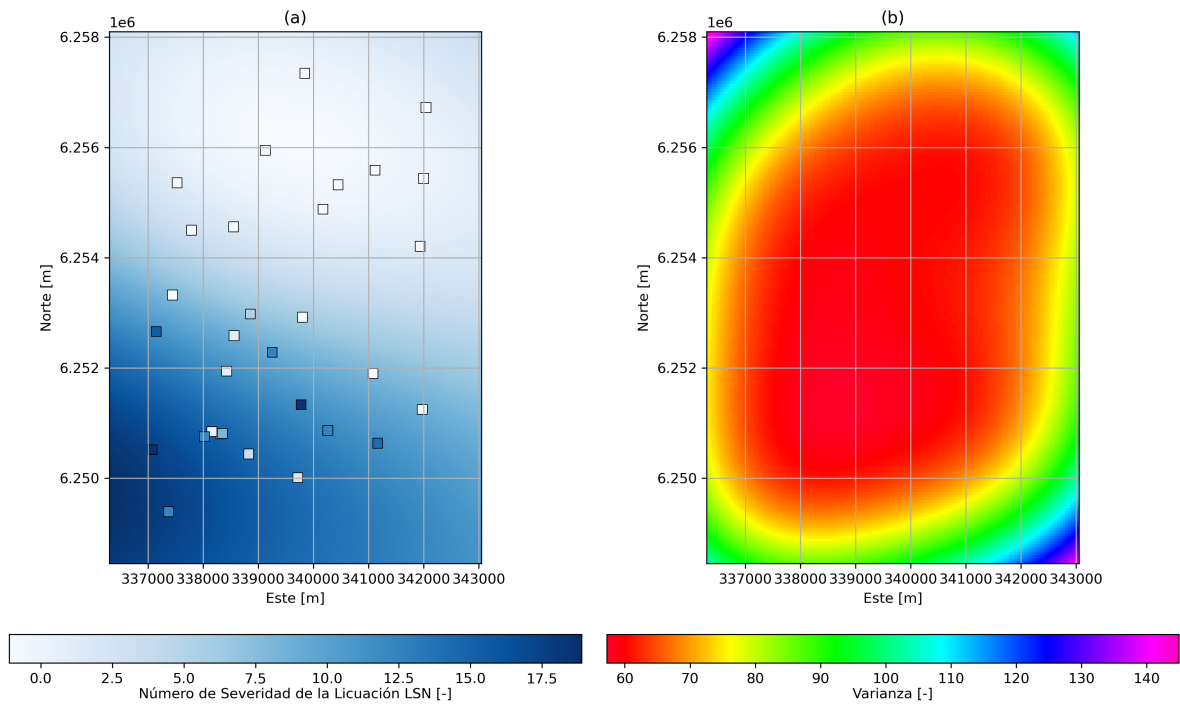 (a)
1e6
6.258
6.256
6.254
6.252
6.250
Norte [m]
337000 338000 339000 340000 341000 342000 343000
Este [m]
0.0 2.5 5.0 7.5 10.0 12.5 15.0 17.5
Número de Severidad de la Licuación LSN [-]
(b)
1e6
6.258
6.256
6.254
6.252
6.250
Norte [m]
337000 338000 339000 340000 341000 342000 343000
Este [m]
60 70 80 90 100 110 120 130 140
Varianza [-]